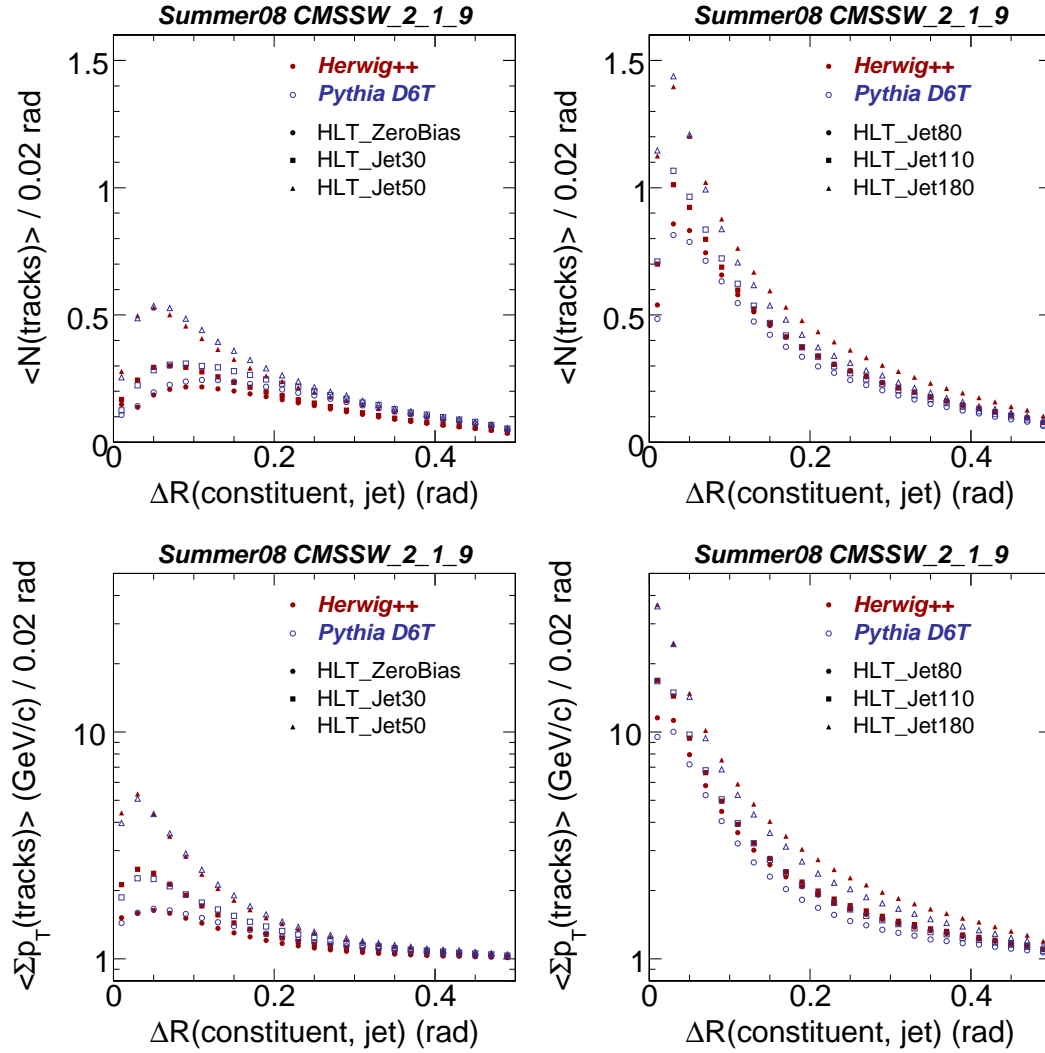 Summer08 CMSSW_2_1_9
<N(tracks)> / 0.02 rad
1.5
1
0.5
0
Herwig++
Pythia D6T
HLT_ZeroBias
HLT_Jet30
HLT_Jet50
0 0.2 0.4
ΔR(constituent, jet) (rad)
Summer08 CMSSW_2_1_9
<N(tracks)> / 0.02 rad
1.5
1
0.5
0
Herwig++
Pythia D6T
HLT_Jet80
HLT_Jet110
HLT_Jet180
0 0.2 0.4
ΔR(constituent, jet) (rad)
Summer08 CMSSW_2_1_9
<Σp_T(tracks)> (GeV/c) / 0.02 rad
10
1
Herwig++
Pythia D6T
HLT_ZeroBias
HLT_Jet30
HLT_Jet50
0 0.2 0.4
ΔR(constituent, jet) (rad)
Summer08 CMSSW_2_1_9
<Σp_T(tracks)> (GeV/c) / 0.02 rad
10
1
Herwig++
Pythia D6T
HLT_Jet80
HLT_Jet110
HLT_Jet180
0 0.2 0.4
ΔR(constituent, jet) (rad)